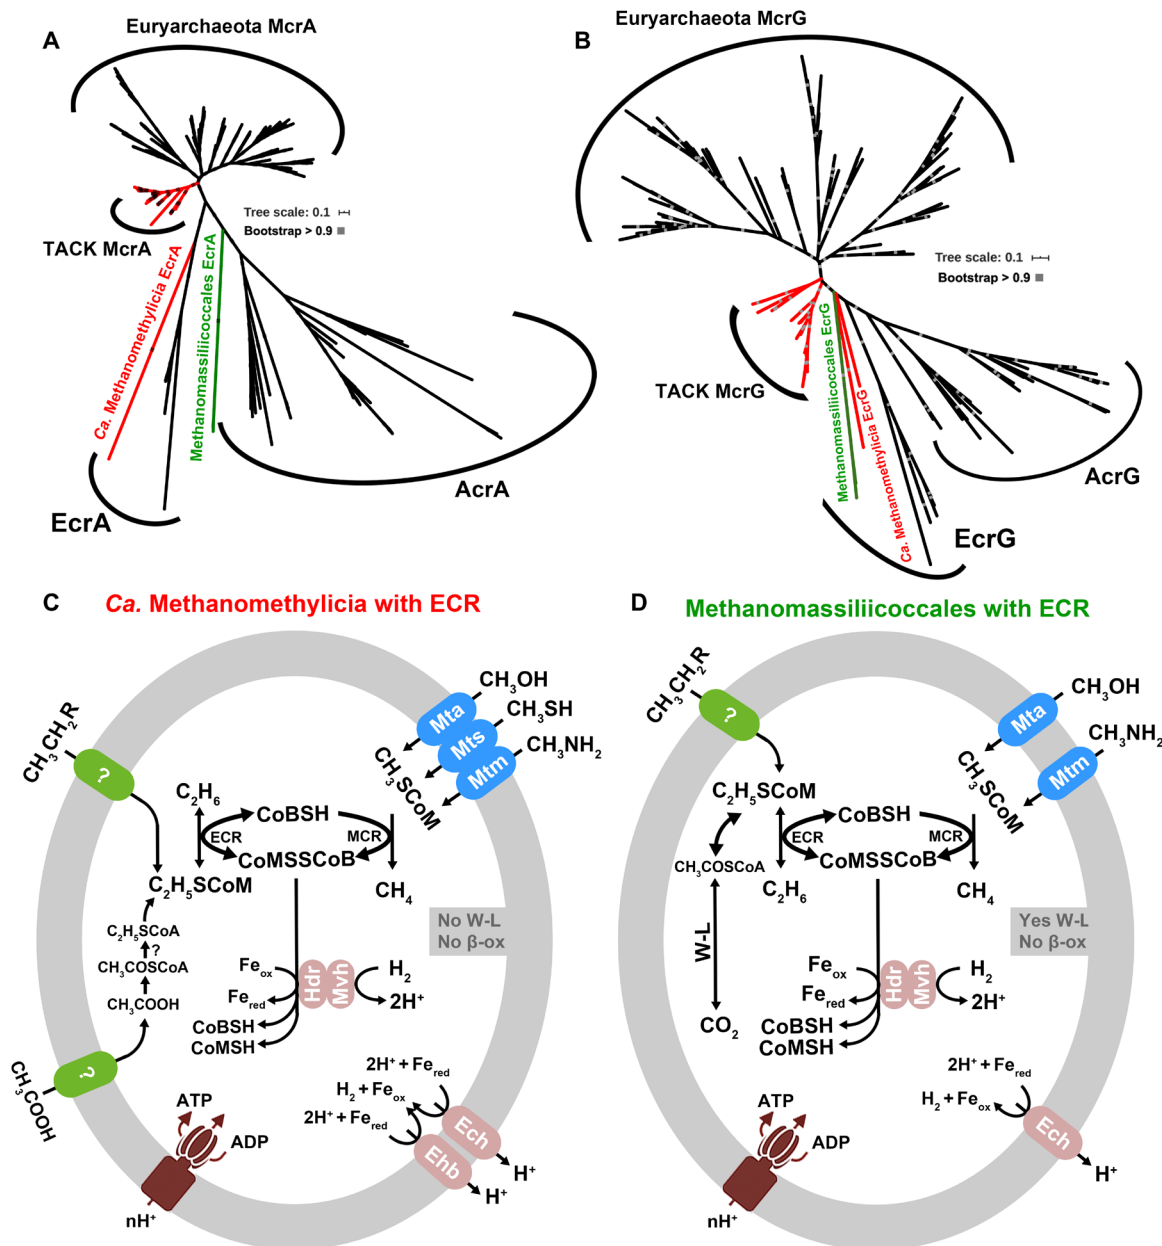 A
Euryarchaeota McrA
TACK McrA
Tree scale: 0.1
Bootstrap > 0.9
Ca. Methanomethylicia EcrA
Methanomassiliicoccales EcrA
EcrA
AcrA
B
Euryarchaeota McrG
Tree scale: 0.1
Bootstrap > 0.9
TACK McrG
Methanomassiliicoccales EcrG
Ca. Methanomethylicia EcrG
AcrG
EcrG
C
Ca. Methanomethylicia with ECR
CH₃CH₂R
?
Mta
CH₃OH
Mts
CH₃SH
Mtm
CH₃NH₂
CH₃SCoM
C₂H₆
CoBSH
ECR
MCR
CoMSSCoB
C₂H₅SCoM
CH₄
No W-L
No β-ox
C₂H₅SCoA
?
CH₃COSCoA
CH₃COOH
Feox
Fered
Hdr
Mvh
H₂
2H⁺
CoBSH
CoMSH
?
CH₃COOH
2H⁺ + Fered
H₂ + Feox
2H⁺ + Fered
Ech
Ehb
H⁺
H⁺
ATP
ADP
nH⁺
D
Methanomassiliicoccales with ECR
CH₃CH₂R
?
Mta
CH₃OH
Mtm
CH₃NH₂
CH₃SCoM
C₂H₅SCoM
CoBSH
ECR
MCR
CH₃COSCoA
CoMSSCoB
C₂H₆
CH₄
Yes W-L
No β-ox
W-L
CO₂
Feox
Fered
Hdr
Mvh
H₂
2H⁺
CoBSH
CoMSH
2H⁺ + Fered
H₂ + Feox
Ech
H⁺
ATP
ADP
nH⁺